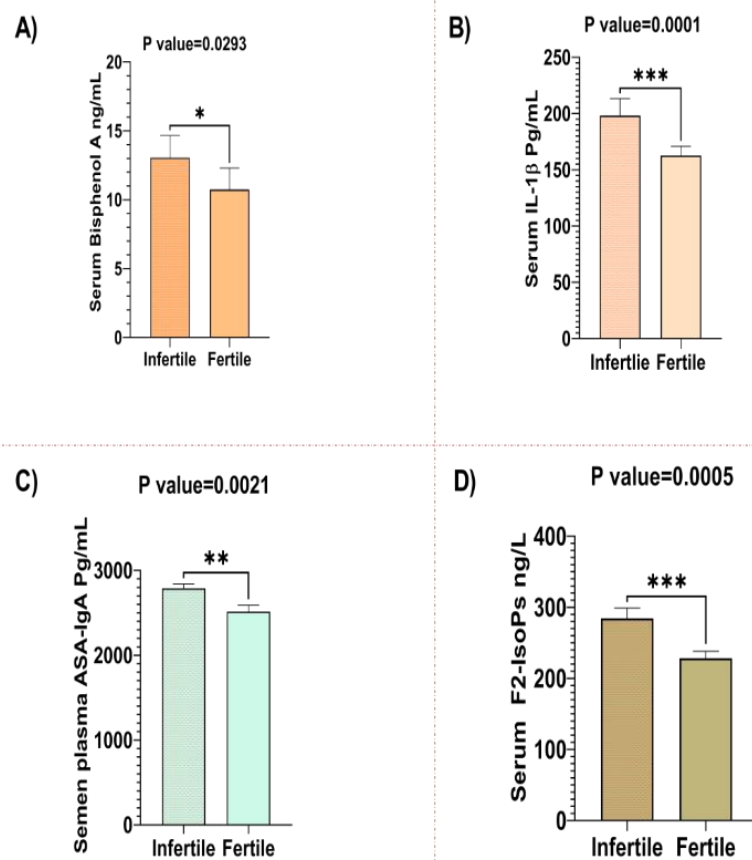 A)
P value=0.0293
Serum Bisphenol A ng/mL
20
15
10
5
0
*
Infertile Fertile
B)
P value=0.0001
Serum IL-1β Pg/mL
250
200
150
100
50
0
***
Infertlie Fertile
C)
P value=0.0021
Semen plasma ASA-IgA Pg/mL
3000
2000
1000
0
**
Infertile Fertile
D)
P value=0.0005
Serum F2-IsoPs ng/L
400
300
200
100
0
***
Infertile Fertile